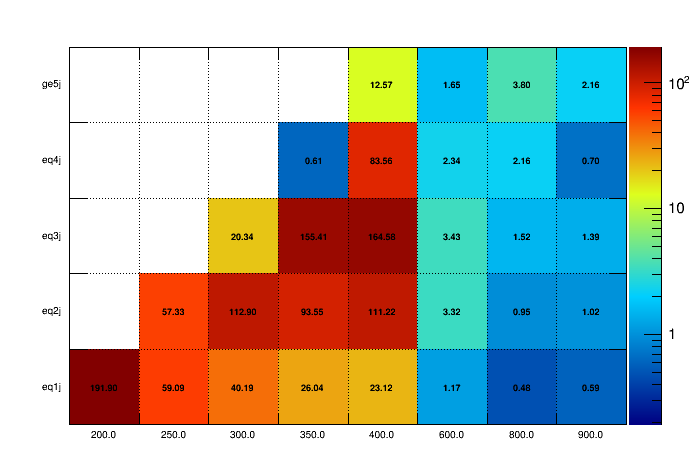 ge5j 12.57 1.65 3.80 2.16 10²
eq4j 0.61 83.56 2.34 2.16 0.70
eq3j 20.34 155.41 164.58 3.43 1.52 1.39 10
eq2j 57.33 112.90 93.55 111.22 3.32 0.95 1.02 1
eq1j 191.90 59.09 40.19 26.04 23.12 1.17 0.48 0.59
200.0 250.0 300.0 350.0 400.0 600.0 800.0 900.0